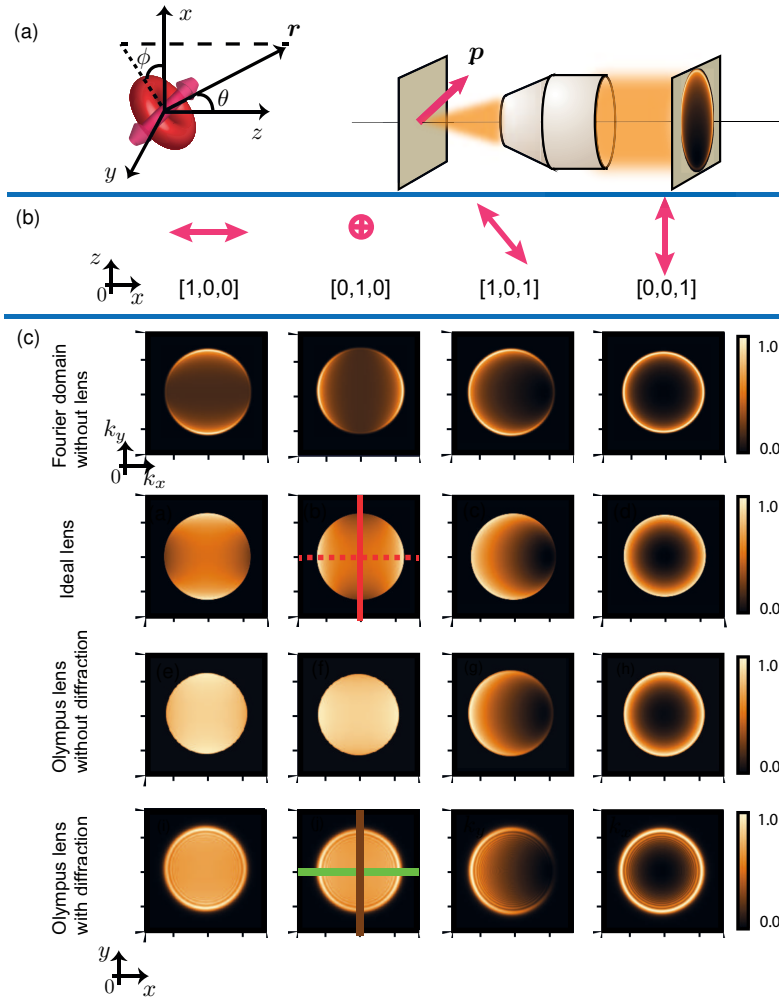 (a)
x
r
ϕ
θ
z
y
p
(b)
z
0
x
[1,0,0]
[0,1,0]
[1,0,1]
[0,0,1]
(c)
Fourier domain
without lens
k_y
0
k_x
1.0
0.0
Ideal lens
(a)
(b)
(c)
(d)
1.0
0.0
Olympus lens
without diffraction
(e)
(f)
(g)
(h)
1.0
0.0
Olympus lens
with diffraction
1.0
0.0
y
0
x